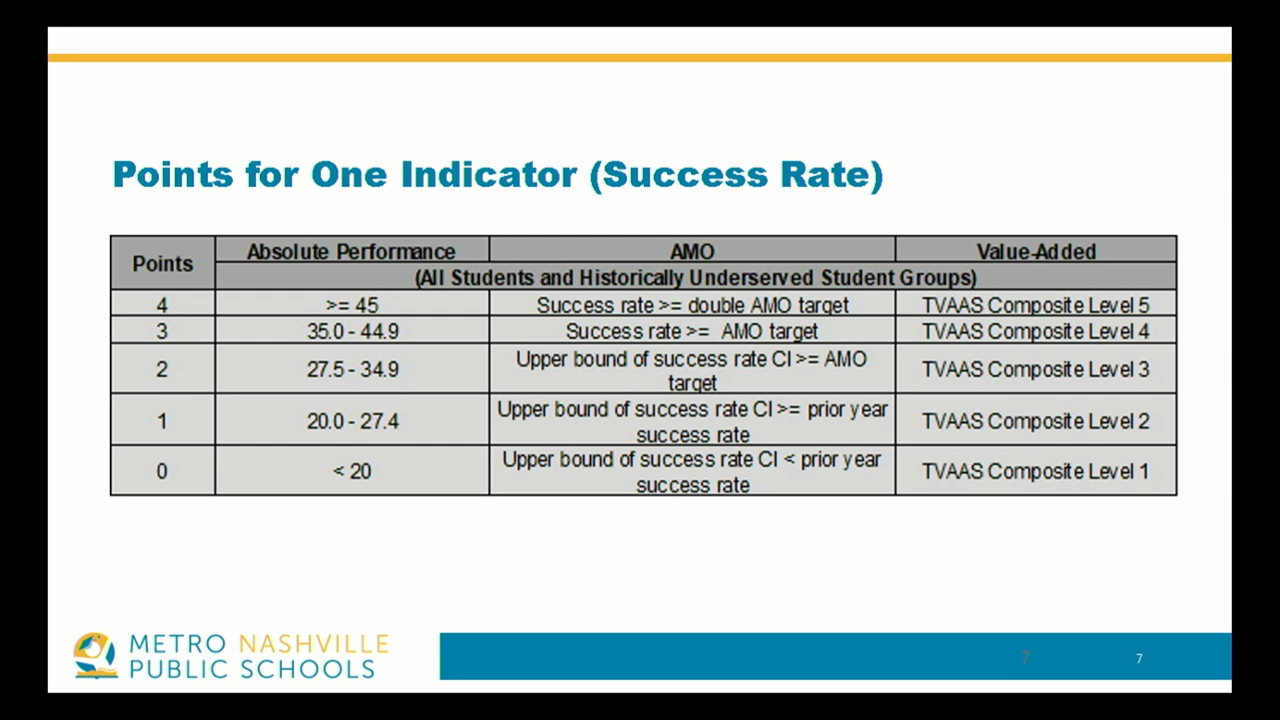 Points for One Indicator (Success Rate)
Points Absolute Performance AMO Value-Added
(All Students and Historically Underserved Student Groups)
4 >= 45 Success rate >= double AMO target TVAAS Composite Level 5
3 35.0 - 44.9 Success rate >= AMO target TVAAS Composite Level 4
2 27.5 - 34.9 Upper bound of success rate CI >= AMO
target TVAAS Composite Level 3
1 20.0 - 27.4 Upper bound of success rate CI >= prior year
success rate TVAAS Composite Level 2
0 < 20 Upper bound of success rate CI < prior year
success rate TVAAS Composite Level 1
METRO NASHVILLE
PUBLIC SCHOOLS
7 7